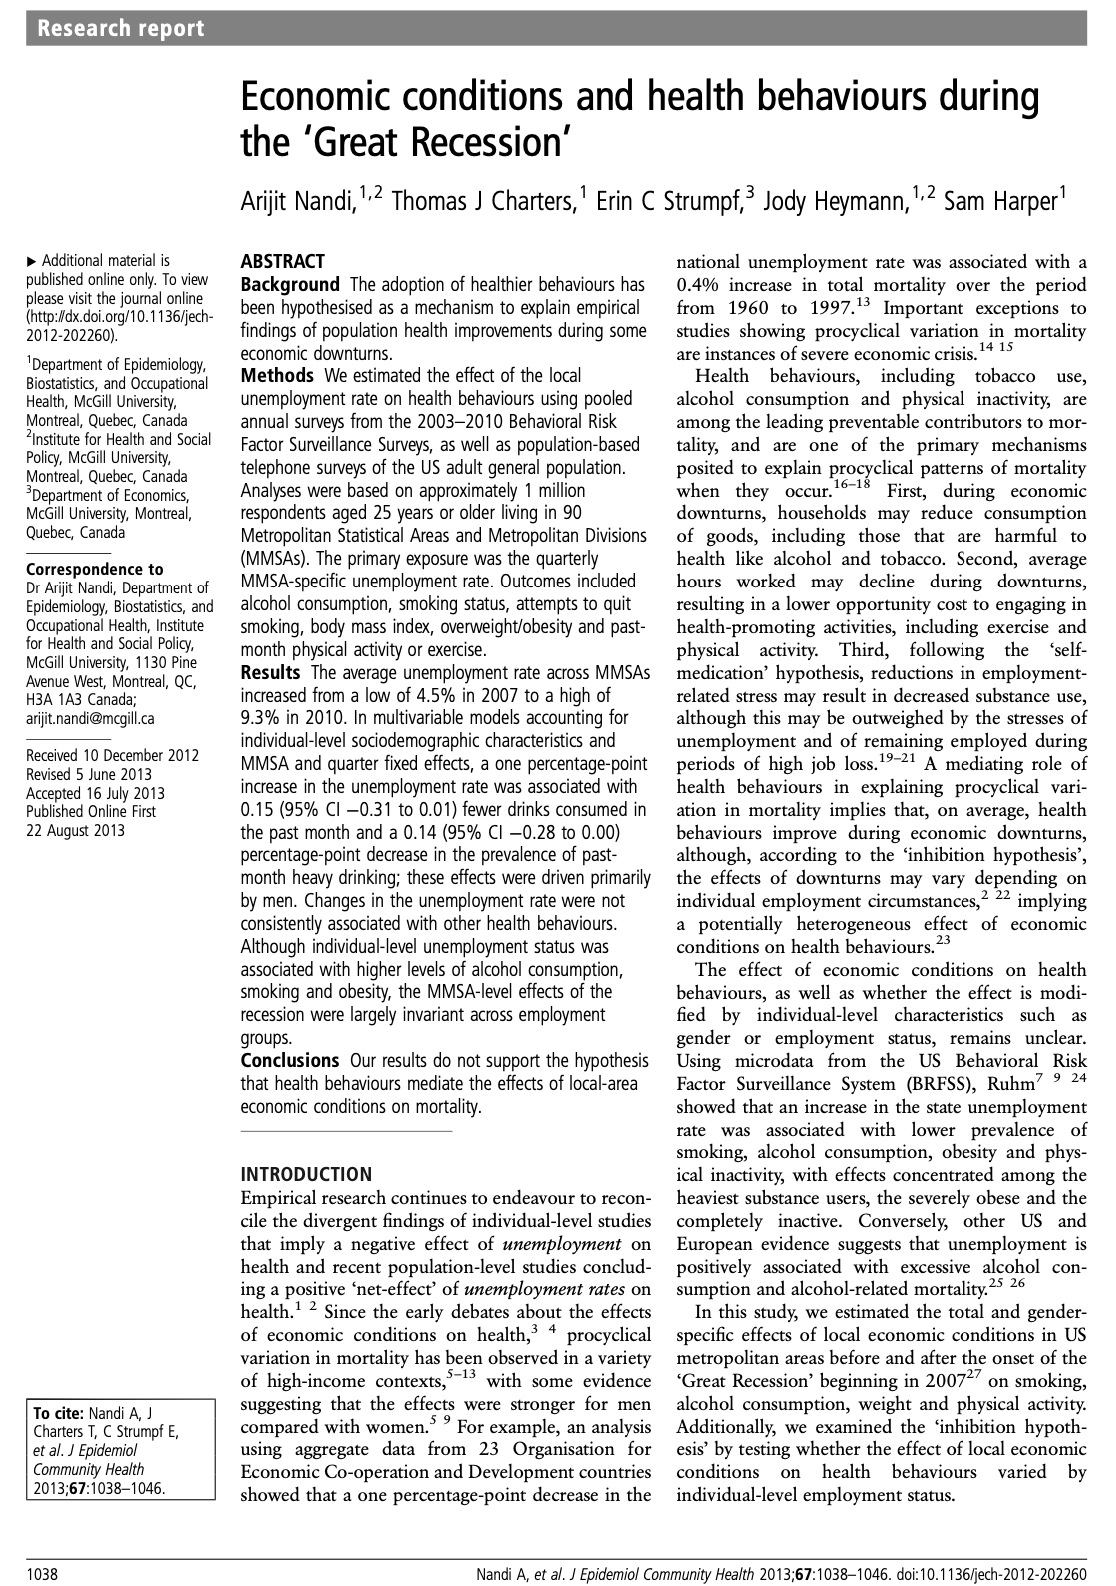 Research report
Economic conditions and health behaviours during
the ‘Great Recession’
Arijit Nandi,1,2 Thomas J Charters,1 Erin C Strumpf,3 Jody Heymann,1,2 Sam Harper1
▶ Additional material is
published online only. To view
please visit the journal online
(http://dx.doi.org/10.1136/jech-
2012-202260).
1Department of Epidemiology,
Biostatistics, and Occupational
Health, McGill University,
Montreal, Quebec, Canada
2Institute for Health and Social
Policy, McGill University,
Montreal, Quebec, Canada
3Department of Economics,
McGill University, Montreal,
Quebec, Canada
Correspondence to
Dr Arijit Nandi, Department of
Epidemiology, Biostatistics, and
Occupational Health, Institute
for Health and Social Policy,
McGill University, 1130 Pine
Avenue West, Montreal, QC,
H3A 1A3 Canada;
arijit.nandi@mcgill.ca
Received 10 December 2012
Revised 5 June 2013
Accepted 16 July 2013
Published Online First
22 August 2013
To cite: Nandi A, J
Charters T, C Strumpf E,
et al. J Epidemiol
Community Health
2013;67:1038–1046.
ABSTRACT
Background The adoption of healthier behaviours has
been hypothesised as a mechanism to explain empirical
findings of population health improvements during some
economic downturns.
Methods We estimated the effect of the local
unemployment rate on health behaviours using pooled
annual surveys from the 2003–2010 Behavioral Risk
Factor Surveillance Surveys, as well as population-based
telephone surveys of the US adult general population.
Analyses were based on approximately 1 million
respondents aged 25 years or older living in 90
Metropolitan Statistical Areas and Metropolitan Divisions
(MMSAs). The primary exposure was the quarterly
MMSA-specific unemployment rate. Outcomes included
alcohol consumption, smoking status, attempts to quit
smoking, body mass index, overweight/obesity and past-
month physical activity or exercise.
Results The average unemployment rate across MMSAs
increased from a low of 4.5% in 2007 to a high of
9.3% in 2010. In multivariable models accounting for
individual-level sociodemographic characteristics and
MMSA and quarter fixed effects, a one percentage-point
increase in the unemployment rate was associated with
0.15 (95% CI −0.31 to 0.01) fewer drinks consumed in
the past month and a 0.14 (95% CI −0.28 to 0.00)
percentage-point decrease in the prevalence of past-
month heavy drinking; these effects were driven primarily
by men. Changes in the unemployment rate were not
consistently associated with other health behaviours.
Although individual-level unemployment status was
associated with higher levels of alcohol consumption,
smoking and obesity, the MMSA-level effects of the
recession were largely invariant across employment
groups.
Conclusions Our results do not support the hypothesis
that health behaviours mediate the effects of local-area
economic conditions on mortality.
INTRODUCTION
Empirical research continues to endeavour to recon-
cile the divergent findings of individual-level studies
that imply a negative effect of unemployment on
health and recent population-level studies conclud-
ing a positive ‘net-effect’ of unemployment rates on
health.1 2 Since the early debates about the effects
of economic conditions on health,3 4 procyclical
variation in mortality has been observed in a variety
of high-income contexts,5–13 with some evidence
suggesting that the effects were stronger for men
compared with women.5 9 For example, an analysis
using aggregate data from 23 Organisation for
Economic Co-operation and Development countries
showed that a one percentage-point decrease in the
national unemployment rate was associated with a
0.4% increase in total mortality over the period
from 1960 to 1997.13 Important exceptions to
studies showing procyclical variation in mortality
are instances of severe economic crisis.14 15
Health behaviours, including tobacco use,
alcohol consumption and physical inactivity, are
among the leading preventable contributors to mor-
tality, and are one of the primary mechanisms
posited to explain procyclical patterns of mortality
when they occur.16–18 First, during economic
downturns, households may reduce consumption
of goods, including those that are harmful to
health like alcohol and tobacco. Second, average
hours worked may decline during downturns,
resulting in a lower opportunity cost to engaging in
health-promoting activities, including exercise and
physical activity. Third, following the ‘self-
medication’ hypothesis, reductions in employment-
related stress may result in decreased substance use,
although this may be outweighed by the stresses of
unemployment and of remaining employed during
periods of high job loss.19–21 A mediating role of
health behaviours in explaining procyclical vari-
ation in mortality implies that, on average, health
behaviours improve during economic downturns,
although, according to the ‘inhibition hypothesis’,
the effects of downturns may vary depending on
individual employment circumstances,2 22 implying
a potentially heterogeneous effect of economic
conditions on health behaviours.23
The effect of economic conditions on health
behaviours, as well as whether the effect is modi-
fied by individual-level characteristics such as
gender or employment status, remains unclear.
Using microdata from the US Behavioral Risk
Factor Surveillance System (BRFSS), Ruhm7 9 24
showed that an increase in the state unemployment
rate was associated with lower prevalence of
smoking, alcohol consumption, obesity and phys-
ical inactivity, with effects concentrated among the
heaviest substance users, the severely obese and the
completely inactive. Conversely, other US and
European evidence suggests that unemployment is
positively associated with excessive alcohol con-
sumption and alcohol-related mortality.25 26
In this study, we estimated the total and gender-
specific effects of local economic conditions in US
metropolitan areas before and after the onset of the
‘Great Recession’ beginning in 200727 on smoking,
alcohol consumption, weight and physical activity.
Additionally, we examined the ‘inhibition hypoth-
esis’ by testing whether the effect of local economic
conditions on health behaviours varied by
individual-level employment status.
1038
Nandi A, et al. J Epidemiol Community Health 2013;67:1038–1046. doi:10.1136/jech-2012-202260